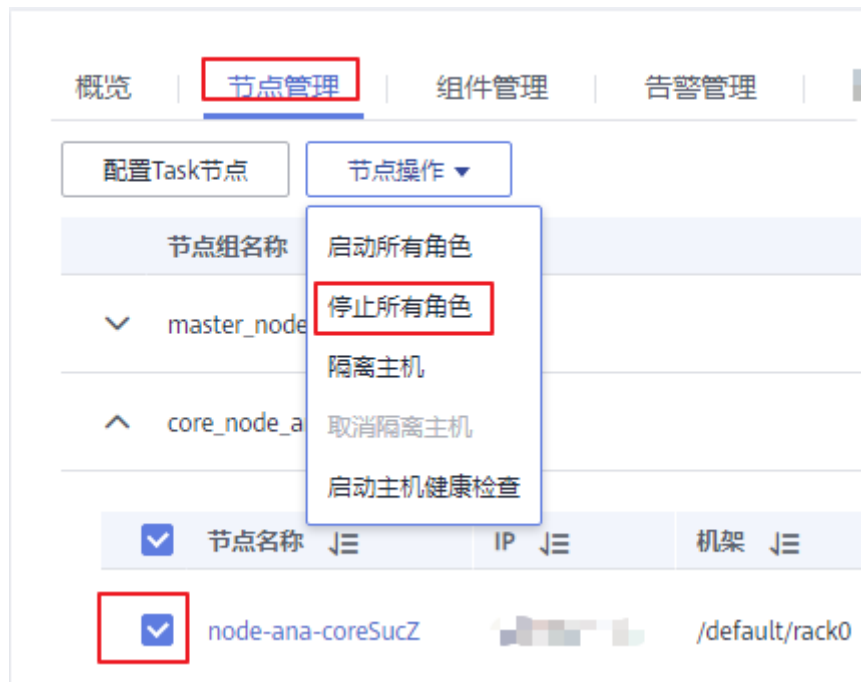 概览 节点管理 组件管理 告警管理
配置Task节点 节点操作
节点组名称
启动所有角色
停止所有角色
master_node
隔离主机
core_node_a
取消隔离主机
启动主机健康检查
节点名称 IP 机架
node-ana-coreSucZ /default/rack0